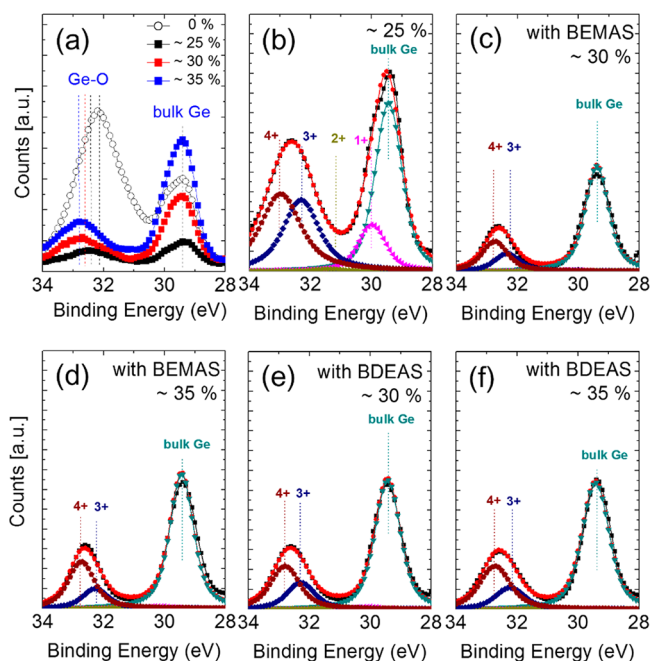 (a)
0 %
~ 25 %
~ 30 %
~ 35 %
Ge-O
bulk Ge
Counts [a.u.]
34 32 30 28
Binding Energy (eV)
(b)
~ 25 %
bulk Ge
4+ 3+ 2+ 1+
34 32 30 28
Binding Energy (eV)
(c)
with BEMAS
~ 30 %
bulk Ge
4+ 3+
34 32 30 28
Binding Energy (eV)
(d)
with BEMAS
~ 35 %
bulk Ge
4+ 3+
Counts [a.u.]
34 32 30 28
Binding Energy (eV)
(e)
with BDEAS
~ 30 %
bulk Ge
4+ 3+
34 32 30 28
Binding Energy (eV)
(f)
with BDEAS
~ 35 %
bulk Ge
4+ 3+
34 32 30 28
Binding Energy (eV)